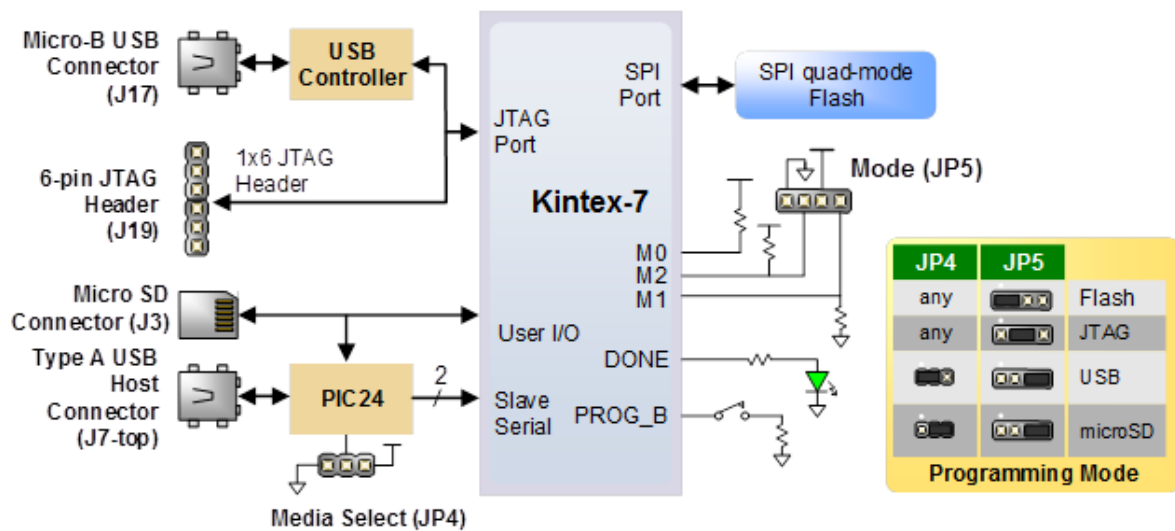 Micro-B USB
Connector
(J17)
USB
Controller
SPI
Port
SPI quad-mode
Flash
JTAG
Port
1x6 JTAG
Header
6-pin JTAG
Header
(J19)
Kintex-7
Mode (JP5)
M0
M2
M1
Micro SD
Connector (J3)
User I/O
Type A USB
Host
Connector
(J7-top)
PIC24
2
Slave
Serial
DONE
PROG_B
Media Select (JP4)
JP4 JP5
any Flash
any JTAG
USB
microSD
Programming Mode